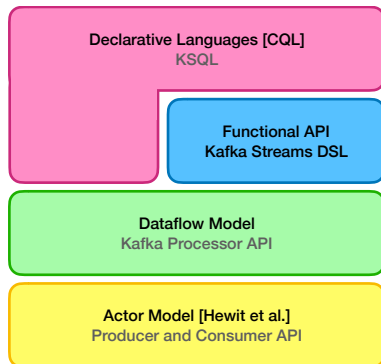 Declarative Languages [CQL]
KSQL
Functional API
Kafka Streams DSL
Dataflow Model
Kafka Processor API
Actor Model [Hewit et al.]
Producer and Consumer API